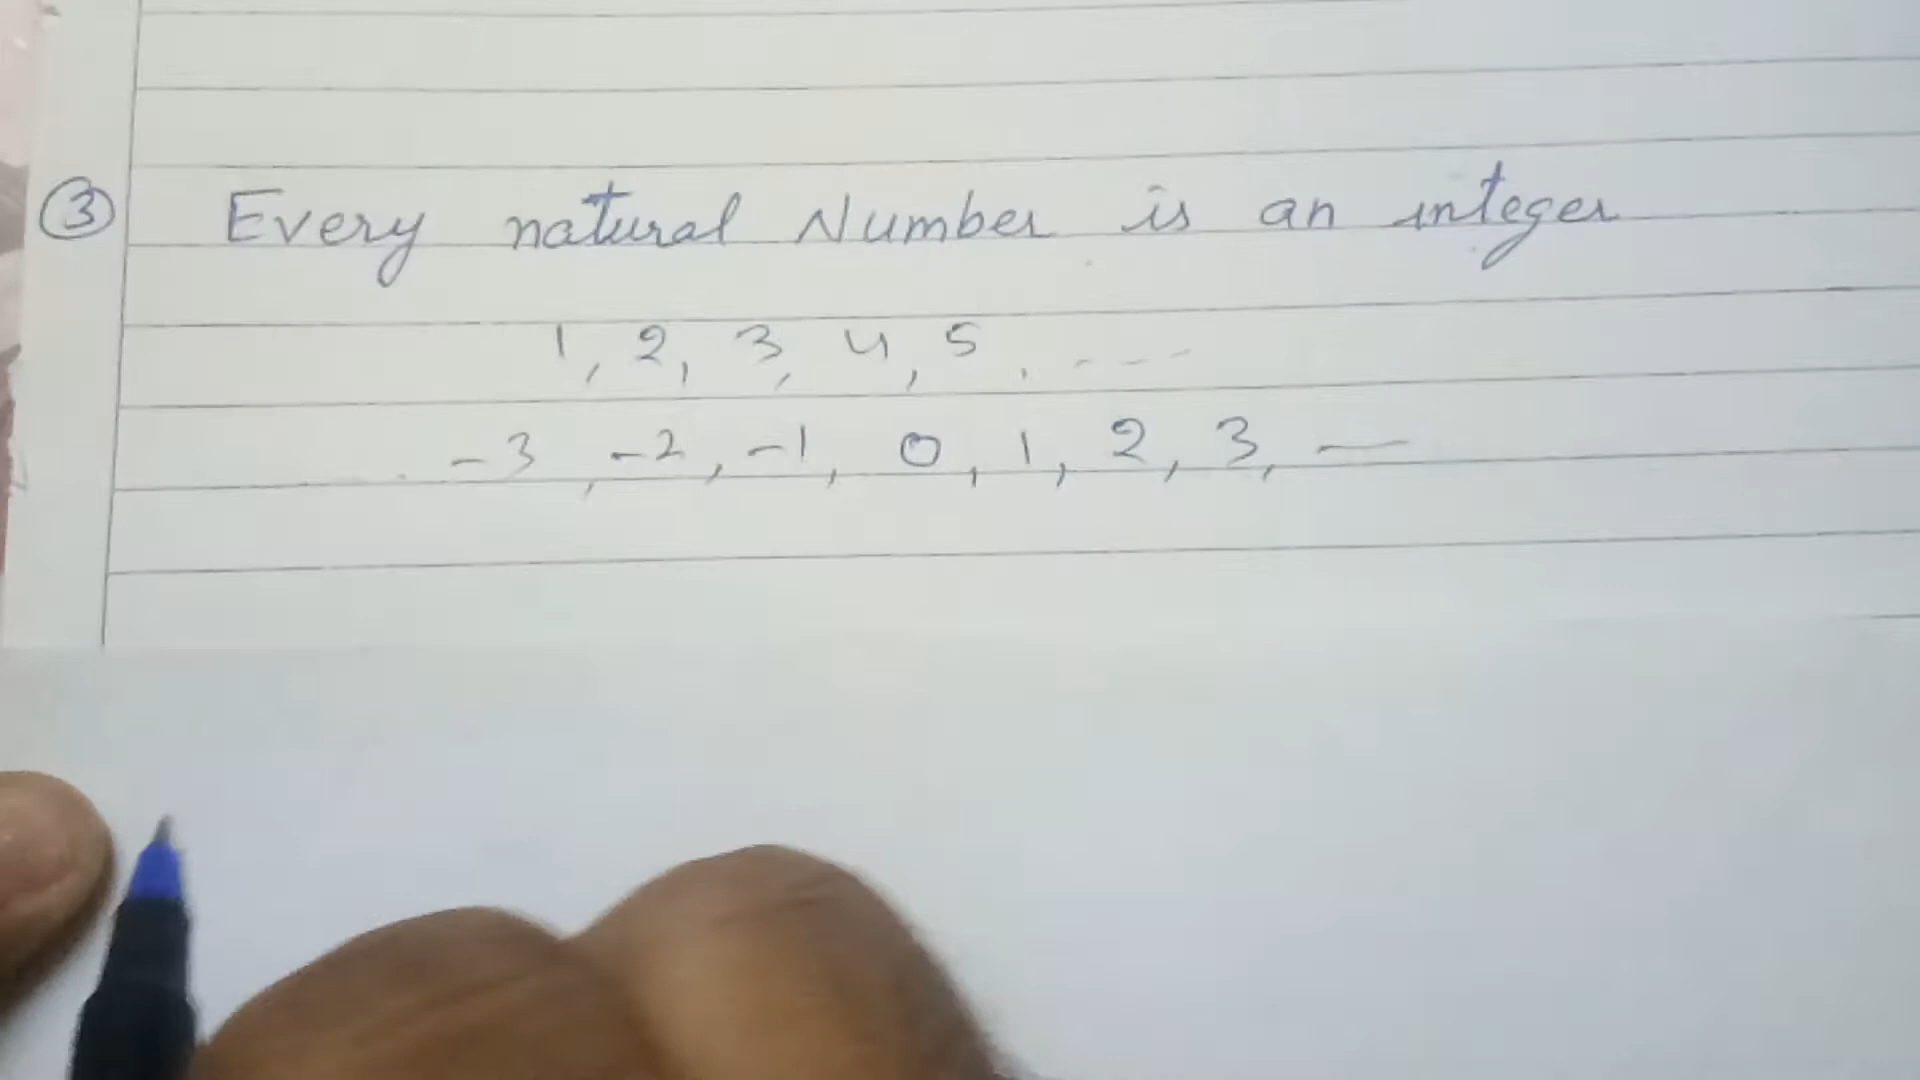 ③ Every natural Number is an integer
1, 2, 3, 4, 5, ---
-3, -2, -1, 0, 1, 2, 3, —